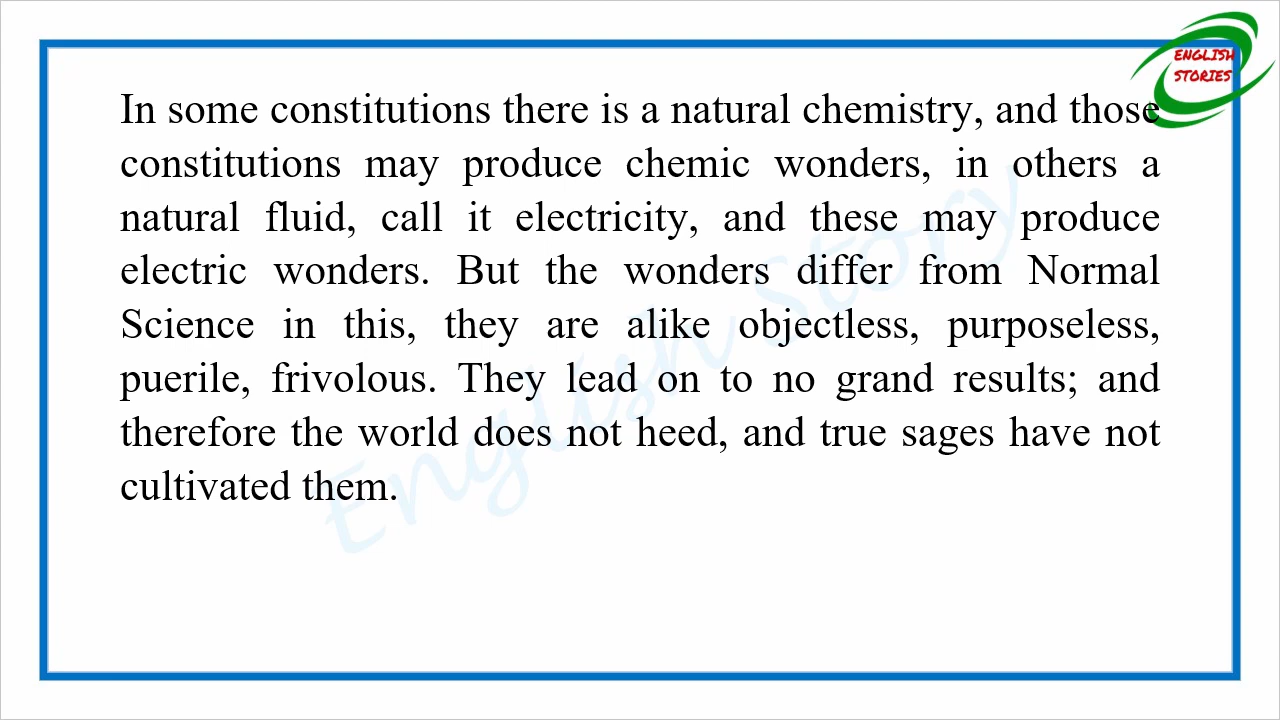 ENGLISH
STORIES
In some constitutions there is a natural chemistry, and those
constitutions may produce chemic wonders, in others a
natural fluid, call it electricity, and these may produce
electric wonders. But the wonders differ from Normal
Science in this, they are alike objectless, purposeless,
puerile, frivolous. They lead on to no grand results; and
therefore the world does not heed, and true sages have not
cultivated them.
English Story